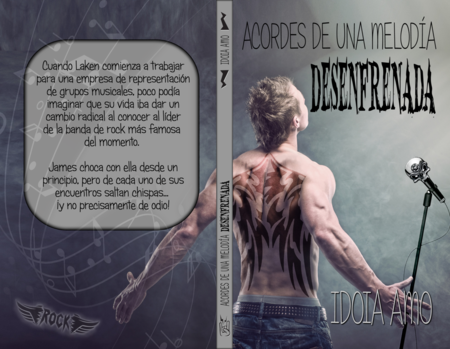 Cuando Laken comienza a trabajar
para una empresa de representación
de grupos musicales, poco podía
imaginar que su vida iba dar un
cambio radical al conocer al líder
de la banda de rock más famosa
del momento.
James choca con ella desde un
principio, pero de cada uno de sus
encuentros saltan chispas...
¡y no precisamente de odio!
ROCK
IDOIA AMO
ACORDES DE UNA MELODÍA DESENFRENADA
ACORDES DE UNA MELODÍA
DESENFRENADA
IDOIA AMO